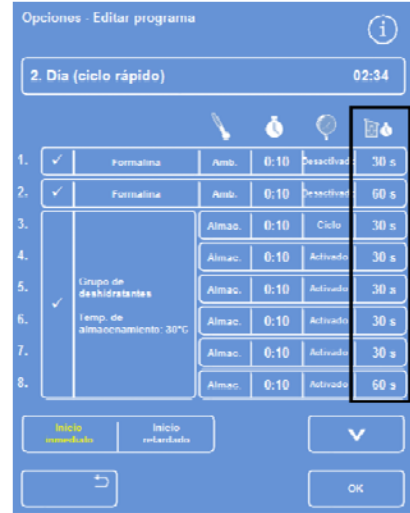 Opciones - Editar programa
i
2. Día (ciclo rápido) 02:34
1. ✓ Formalina Amb. 0:10 Desactivado 30 s
2. ✓ Formalina Amb. 0:10 Desactivado 60 s
3. Almac. 0:10 Ciclo 30 s
4. Almac. 0:10 Activado 30 s
5. ✓ Grupo de deshidratantes Almac. 0:10 Activado 30 s
6. Temp. de almacenamiento: 30°C Almac. 0:10 Activado 30 s
7. Almac. 0:10 Activado 30 s
8. Almac. 0:10 Activado 60 s
Inicio inmediato Inicio retardado
OK